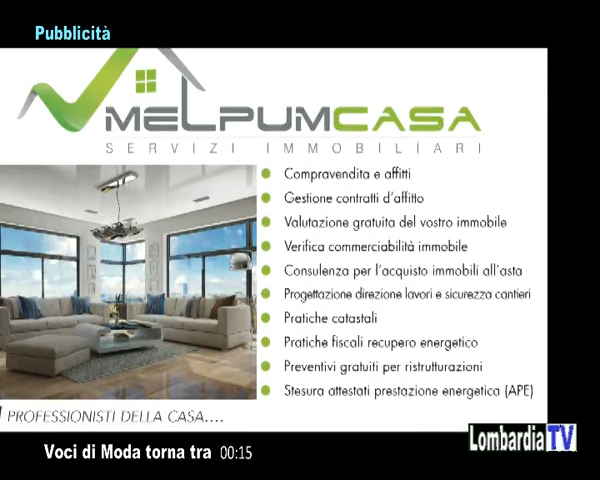 Pubblicità
MELPUMCASA
SERVIZI IMMOBILIARI
Compravendita e affitti
Gestione contratti d'affitto
Valutazione gratuita del vostro immobile
Verifica commerciabilità immobile
Consulenza per l'acquisto immobili all'asta
Progettazione direzione lavori e sicurezza cantieri
Pratiche catastali
Pratiche fiscali recupero energetico
Preventivi gratuiti per ristrutturazioni
Stesura attestati prestazione energetica (APE)
I PROFESSIONISTI DELLA CASA....
LombardiaTV
Voci di Moda torna tra 00:15